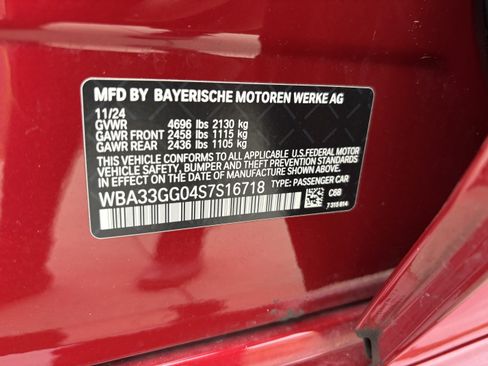 MFD BY BAYERISCHE MOTOREN WERKE AG
11/24
GVWR 4696 lbs 2130 kg
GAWR FRONT 2458 lbs 1115 kg
GAWR REAR 2436 lbs 1105 kg
THIS VEHICLE CONFORMS TO ALL APPLICABLE U.S.FEDERAL MOTOR
VEHICLE SAFETY, BUMPER AND THEFT PREVENTION STANDARDS
IN EFFECT ON THE DATE OF MANUFACTURE SHOWN ABOVE.
WBA33GG04S7S16718 TYPE: PASSENGER CAR
C6B
7315614